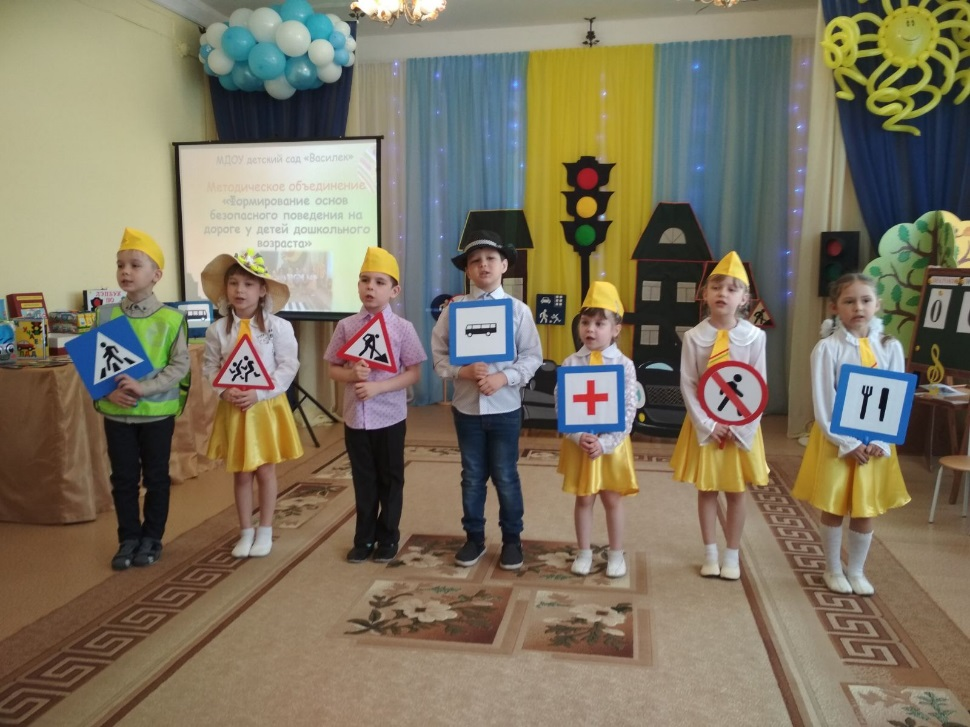 МДОУ детский сад «Василек»
Методическое объединение
«Формирование основ
безопасного поведения на
дороге у детей дошкольного
возраста»